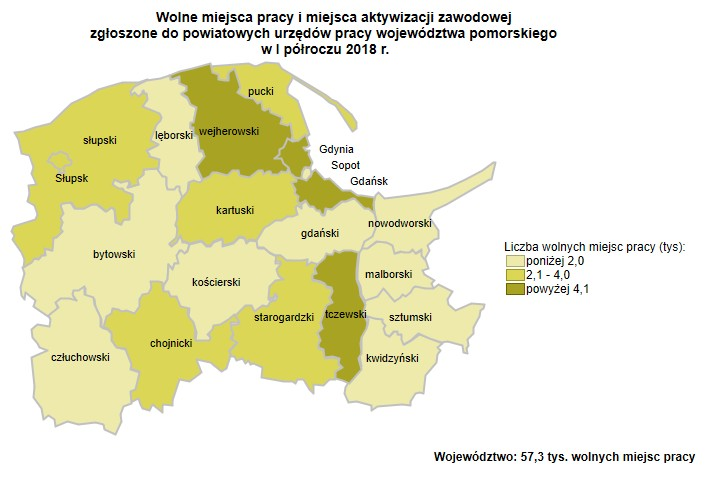 Wolne miejsca pracy i miejsca aktywizacji zawodowej
zgłoszone do powiatowych urzędów pracy województwa pomorskiego
w I półroczu 2018 r.
pucki
słupski
lęborski
wejherowski
Gdynia
Sopot
Słupsk
Gdańsk
kartuski
nowodworski
gdański
bytowski
Liczba wolnych miejsc pracy (tys):
poniżej 2,0
malborski
2,1 - 4,0
kościerski
powyżej 4,1
starogardzki
tczewski
sztumski
chojnicki
człuchowski
kwidzyński
Województwo: 57,3 tys. wolnych miejsc pracy